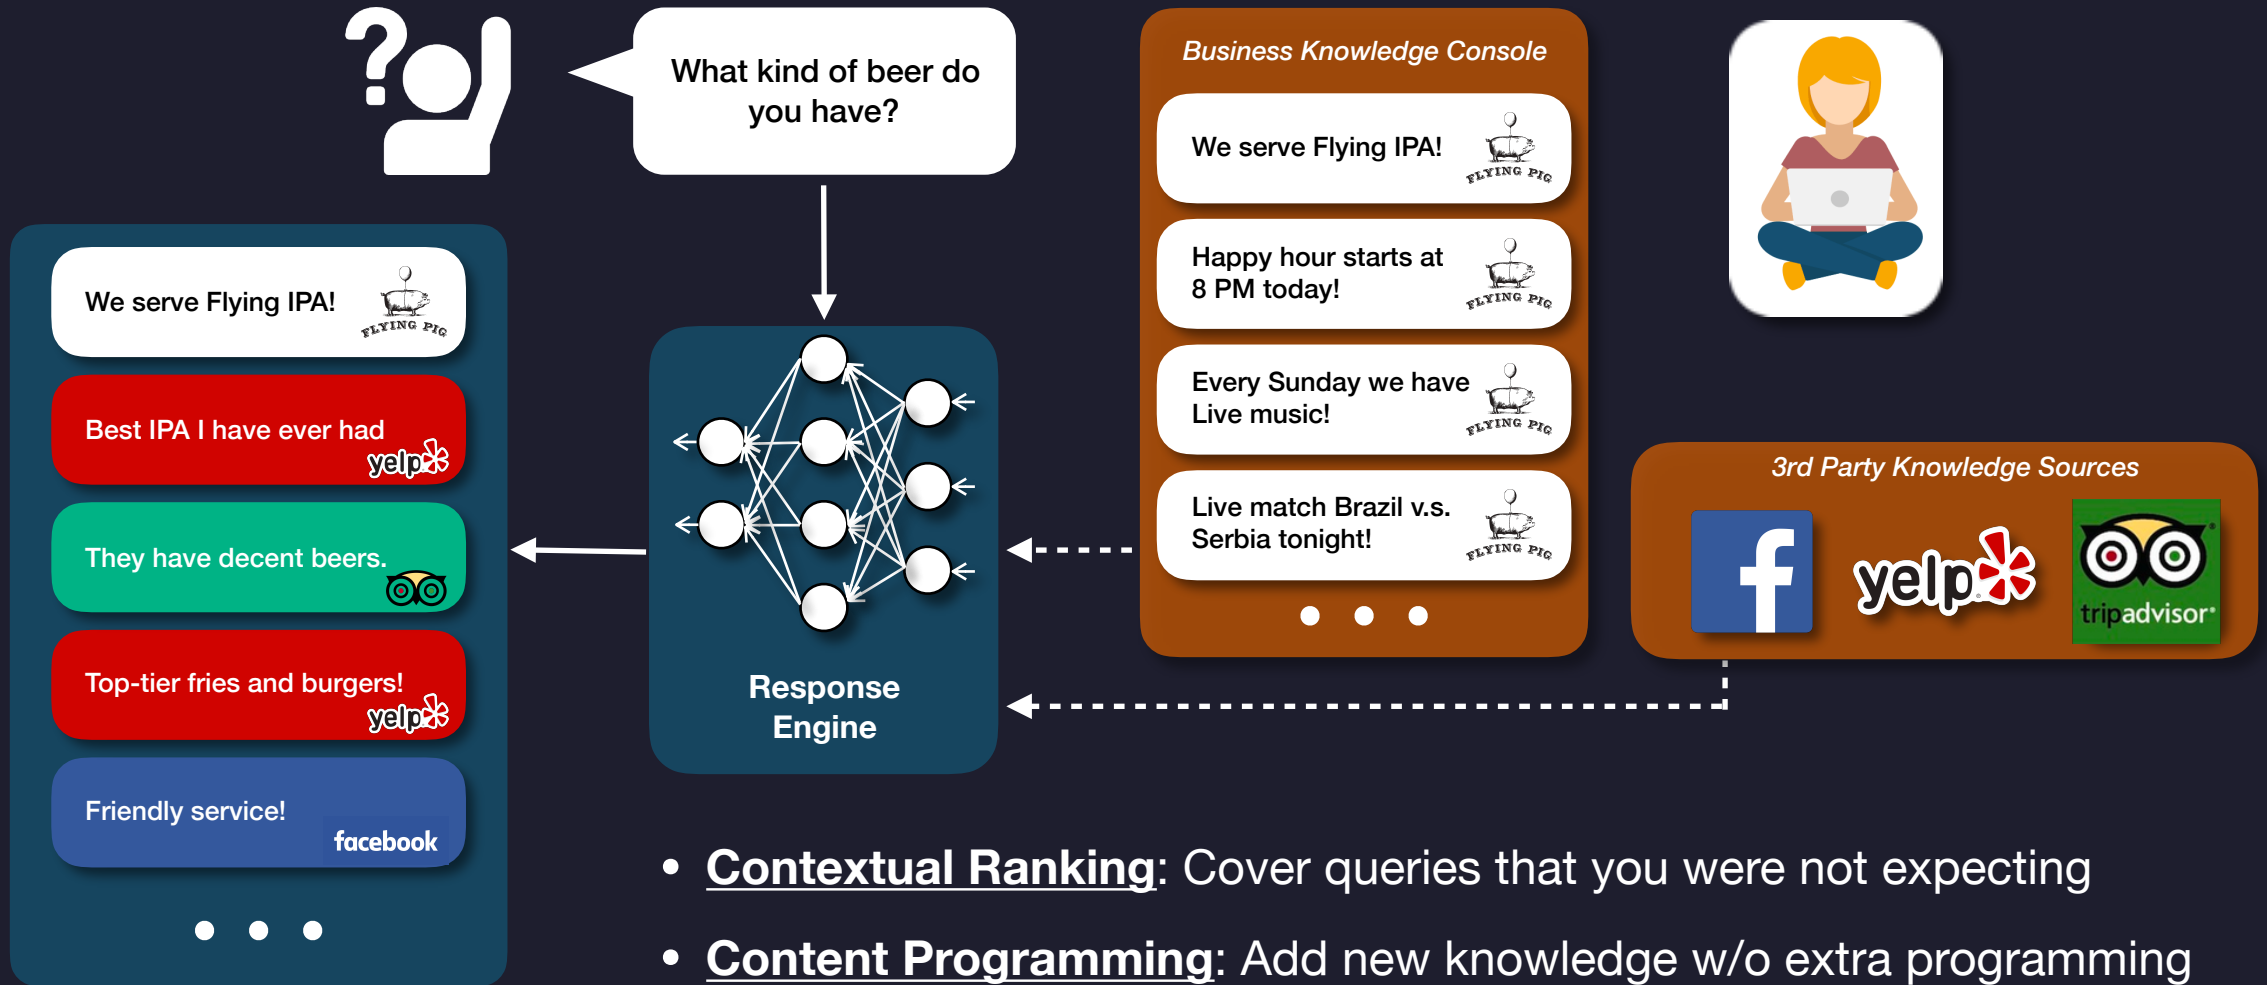 What kind of beer do
you have?
Business Knowledge Console
We serve Flying IPA!
FLYING PIG
Happy hour starts at
8 PM today!
FLYING PIG
Every Sunday we have
Live music!
FLYING PIG
Live match Brazil v.s.
Serbia tonight!
FLYING PIG
3rd Party Knowledge Sources
f
yelp
tripadvisor
We serve Flying IPA!
FLYING PIG
Best IPA I have ever had
yelp
They have decent beers.
Top-tier fries and burgers!
yelp
Friendly service!
facebook
Response
Engine
• Contextual Ranking: Cover queries that you were not expecting
• Content Programming: Add new knowledge w/o extra programming